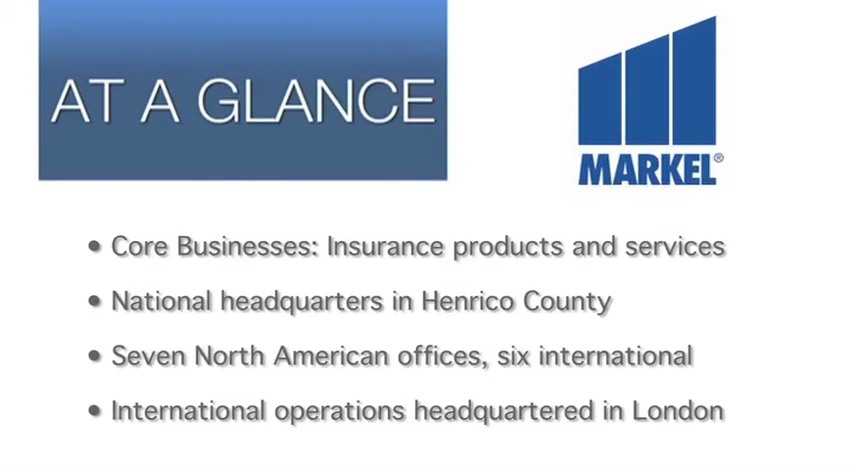 AT A GLANCE
MARKEL®
• Core Businesses: Insurance products and services
• National headquarters in Henrico County
• Seven North American offices, six international
• International operations headquartered in London